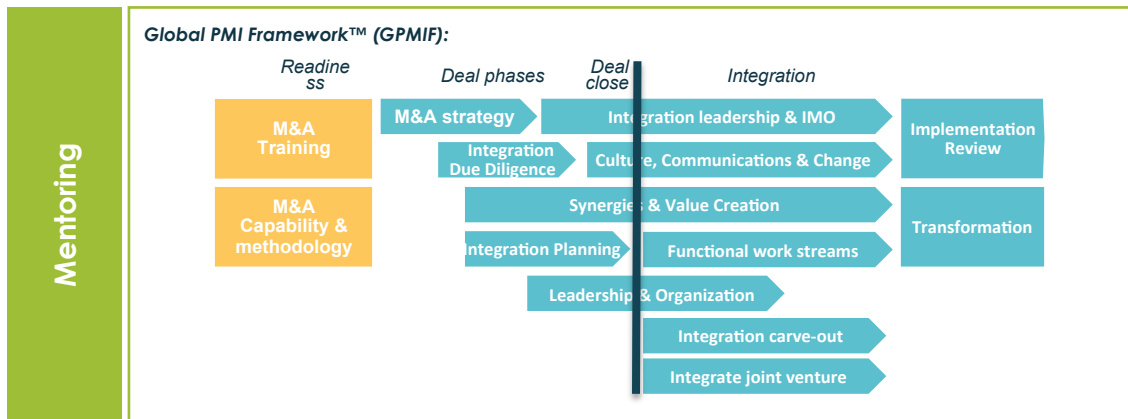 Mentoring
Global PMI Framework™ (GPMIF):
Readine
ss
Deal phases
Deal
close
Integration
M&A
Training
M&A strategy
Integration leadership & IMO
Implementation
Review
Integration
Due Diligence
Culture, Communications & Change
M&A
Capability &
methodology
Synergies & Value Creation
Transformation
Integration Planning
Functional work streams
Leadership & Organization
Integration carve-out
Integrate joint venture